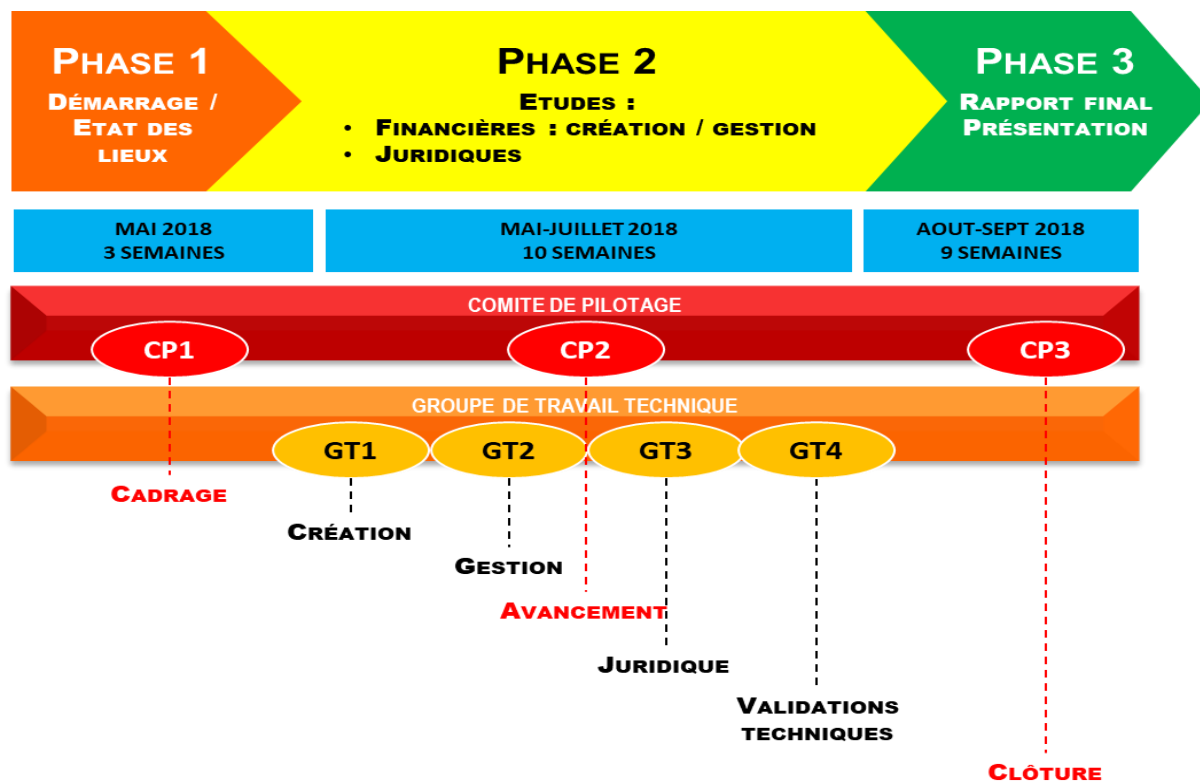 PHASE 1
DÉMARRAGE /
ETAT DES
LIEUX
PHASE 2
ETUDES :
• FINANCIÈRES : CRÉATION / GESTION
• JURIDIQUES
PHASE 3
RAPPORT FINAL
PRÉSENTATION
MAI 2018
3 SEMAINES
MAI-JUILLET 2018
10 SEMAINES
AOUT-SEPT 2018
9 SEMAINES
COMITE DE PILOTAGE
CP1
CP2
CP3
GROUPE DE TRAVAIL TECHNIQUE
GT1
GT2
GT3
GT4
CADRAGE
CRÉATION
GESTION
AVANCEMENT
JURIDIQUE
VALIDATIONS
TECHNIQUES
CLÔTURE